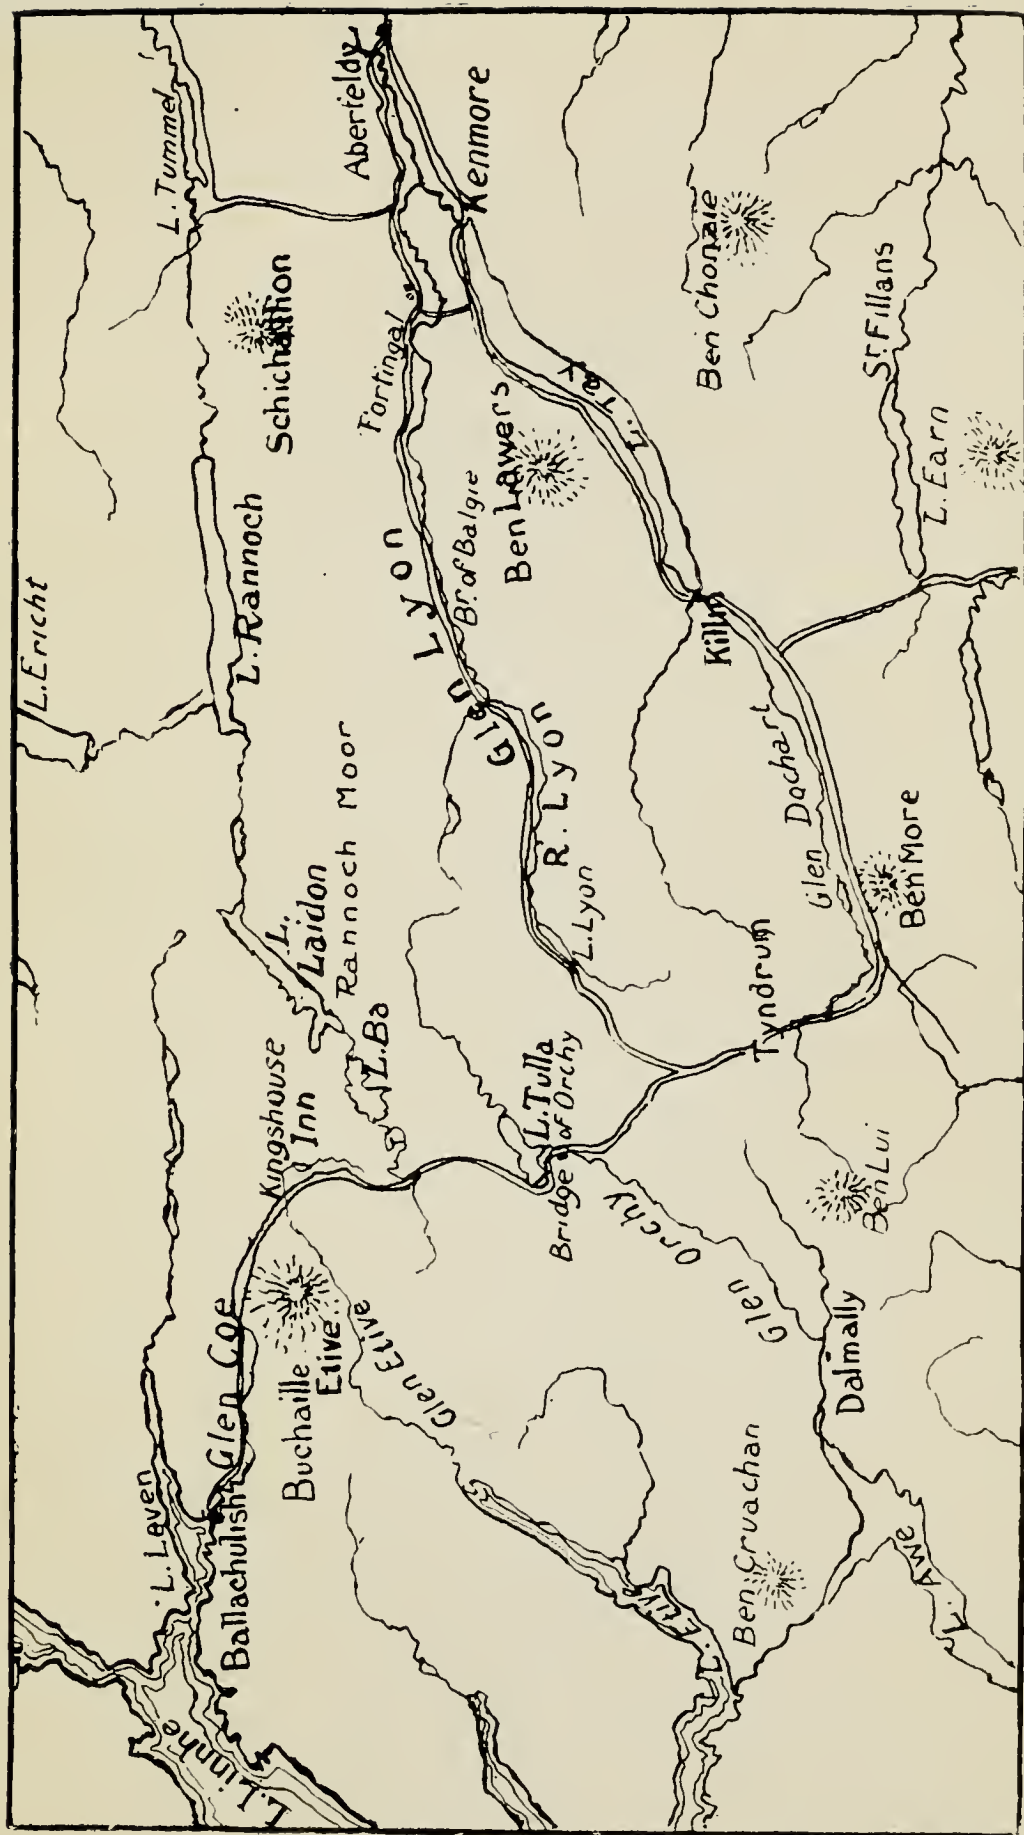 L. Ericht
L. Tummel
Aberfeldy
Kenmore
Schichallion
Fortingal
L. Rannoch
Glen Lyon
Br. of Balgie
Ben Lawers
L. Tay
Ben Chonzie
St. Fillans
L. Earn
Killin
Rannoch Moor
L.
Laidon
R. Lyon
L. Lyon
Glen Dochart
Ben More
Tyndrum
L. Ba
Kingshouse
Inn
L. Tulla
Bridge of Orchy
Glen Orchy
Ben Lui
Dalmally
Glen Coe
Buchaille
Etive
Glen Etive
L. Leven
Ballachulish
L. Linnhe
L. Etive
Ben Cruachan
L. Awe